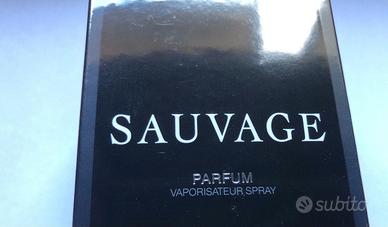 SAUVAGE
PARFUM
VAPORISATEUR SPRAY
subito